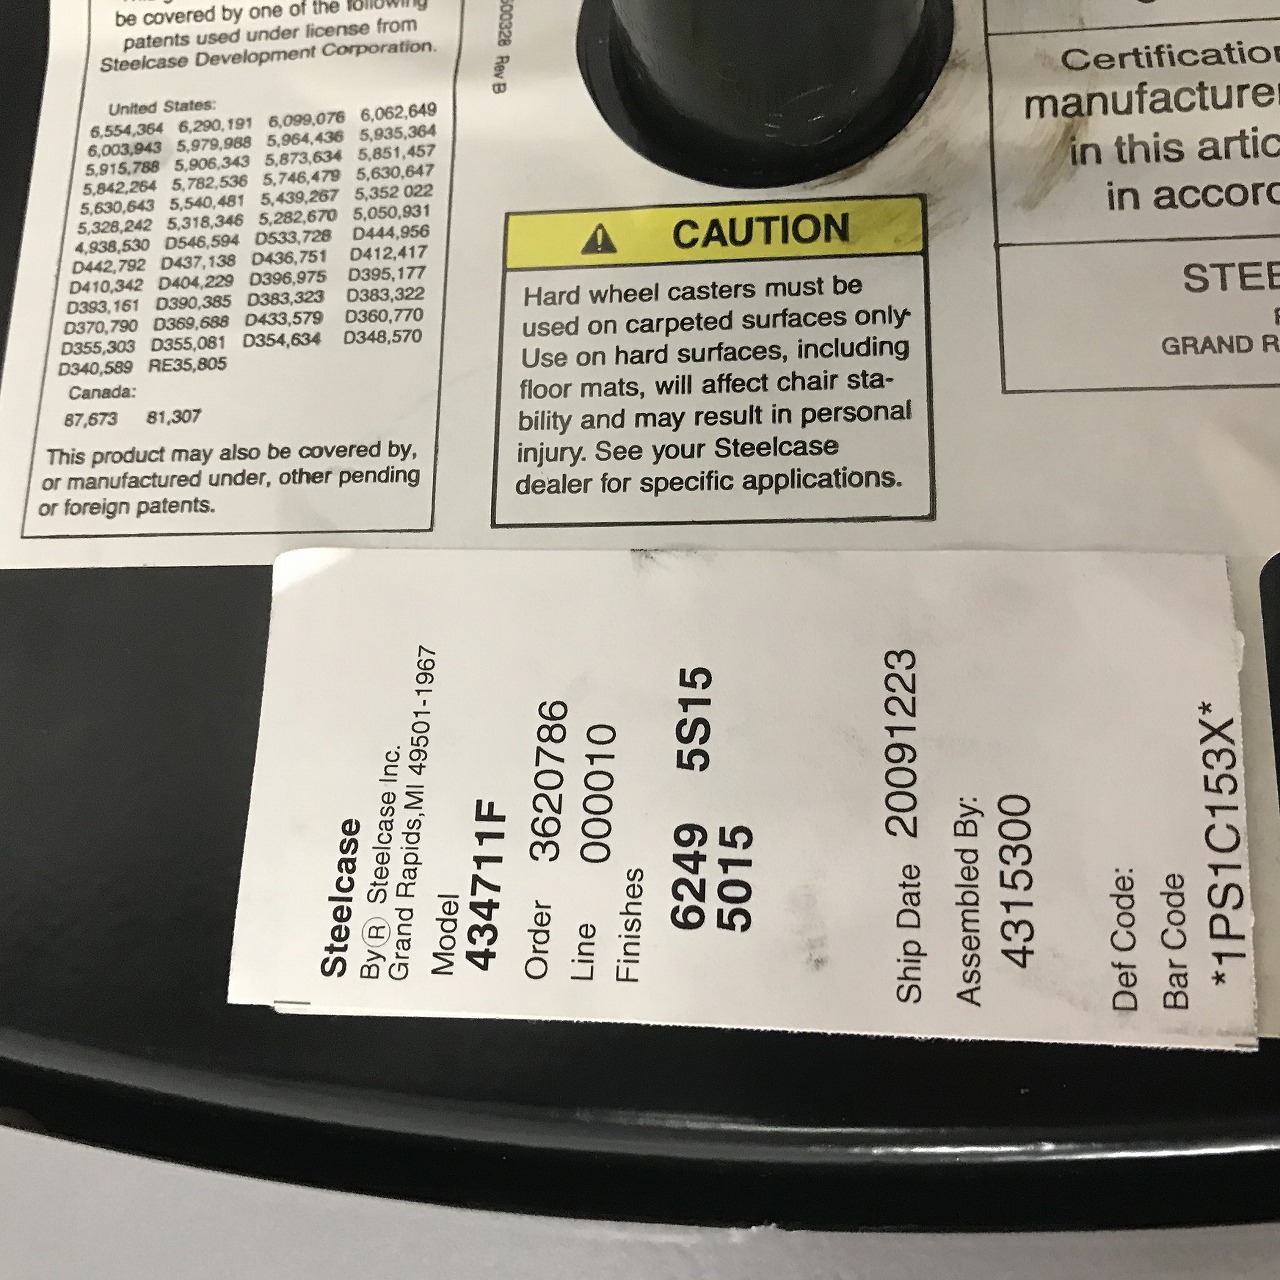 be covered by one of the following
patents used under license from
Steelcase Development Corporation.
United States:
6,554,364 6,290,191 6,099,076 6,062,649
6,003,943 5,979,988 5,964,436 5,935,364
5,915,788 5,906,343 5,873,634 5,851,457
5,842,264 5,782,536 5,746,479 5,630,647
5,630,643 5,540,481 5,439,267 5,352 022
5,328,242 5,318,346 5,282,670 5,050,931
4,938,530 D546,594 D533,728 D444,956
D442,792 D437,138 D436,751 D412,417
D410,342 D404,229 D396,975 D395,177
D393,161 D390,385 D383,323 D383,322
D370,790 D369,688 D433,579 D360,770
D355,303 D355,081 D354,634 D348,570
D340,589 RE35,805
Canada:
87,673 81,307
This product may also be covered by,
or manufactured under, other pending
or foreign patents.
Rev B
CAUTION
Hard wheel casters must be
used on carpeted surfaces only.
Use on hard surfaces, including
floor mats, will affect chair sta-
bility and may result in personal
injury. See your Steelcase
dealer for specific applications.
Certification
manufacture
in this artic
in accord
STEE
GRAND R
Steelcase
By ® Steelcase Inc.
Grand Rapids,MI 49501-1967
Model
434711F
Order 3620786
Line 000010
Finishes
6249 5S15
5015
Ship Date 20091223
Assembled By:
4315300
Def Code:
Bar Code
*1PS1C153X*